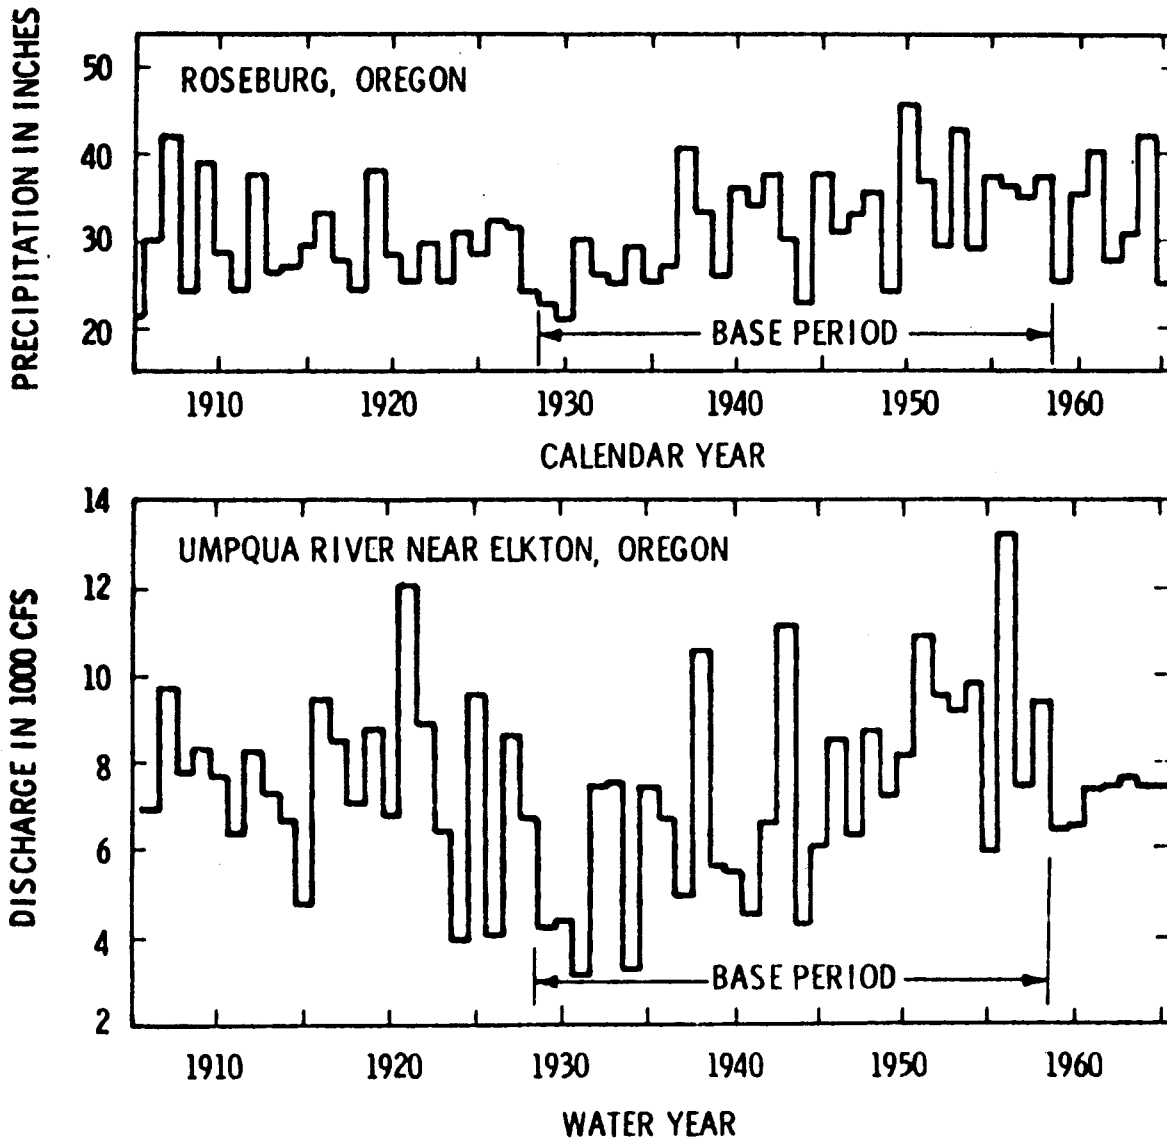 PRECIPITATION IN INCHES
50
40
30
20
ROSEBURG, OREGON
BASE PERIOD
1910 1920 1930 1940 1950 1960
CALENDAR YEAR
DISCHARGE IN 1000 CFS
14
12
10
8
6
4
2
UMPQUA RIVER NEAR ELKTON, OREGON
BASE PERIOD
1910 1920 1930 1940 1950 1960
WATER YEAR